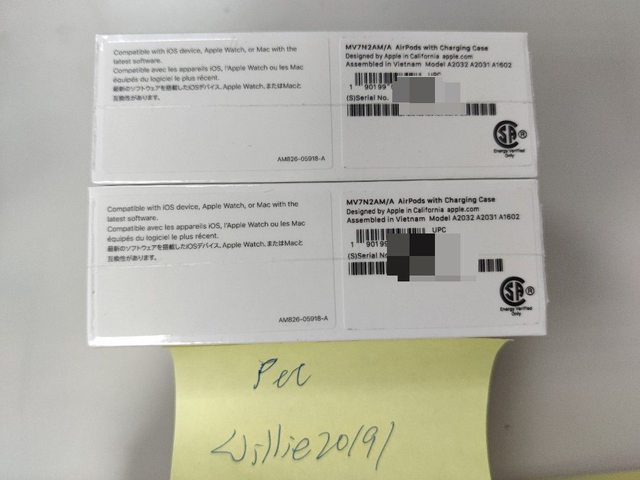 Compatible with iOS device, Apple Watch, or Mac with the
latest software.
Compatible avec les appareils iOS, l'Apple Watch ou les Mac
équipés du logiciel le plus récent.
最新のソフトウェアを搭載したiOSデバイス、Apple Watch、またはMacと
互換性があります。
AM826-05918-A
MV7N2AM/A AirPods with Charging Case
Designed by Apple in California apple.com
Assembled in Vietnam Model A2032 A2031 A1602
UPC
1 90199
(S)Serial No.
CSA ®
Energy Verified
Only
Compatible with iOS device, Apple Watch, or Mac with the
latest software.
Compatible avec les appareils iOS, l'Apple Watch ou les Mac
équipés du logiciel le plus récent.
最新のソフトウェアを搭載したiOSデバイス、Apple Watch、またはMacと
互換性があります。
AM826-05918-A
MV7N2AM/A AirPods with Charging Case
Designed by Apple in California apple.com
Assembled in Vietnam Model A2032 A2031 A1602
UPC
1 90199
(S)Serial
CSA ®
Energy Verified
Only
Willie20191